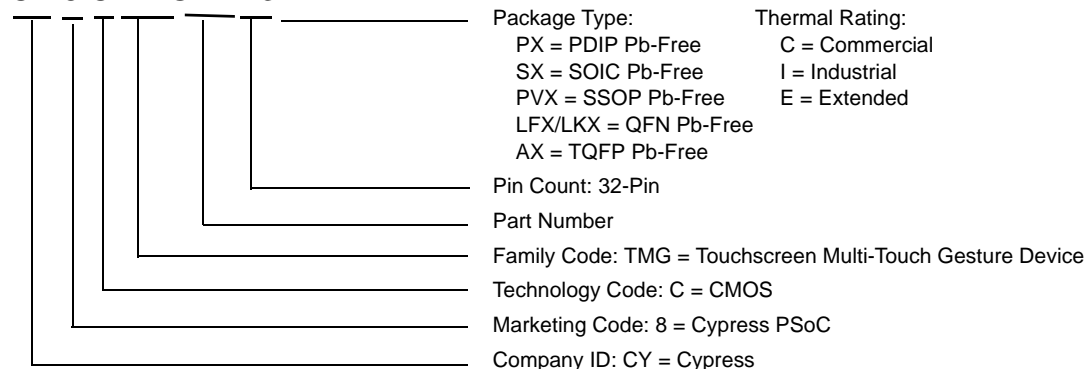 Package Type: Thermal Rating:
PX = PDIP Pb-Free C = Commercial
SX = SOIC Pb-Free I = Industrial
PVX = SSOP Pb-Free E = Extended
LFX/LKX = QFN Pb-Free
AX = TQFP Pb-Free
Pin Count: 32-Pin
Part Number
Family Code: TMG = Touchscreen Multi-Touch Gesture Device
Technology Code: C = CMOS
Marketing Code: 8 = Cypress PSoC
Company ID: CY = Cypress